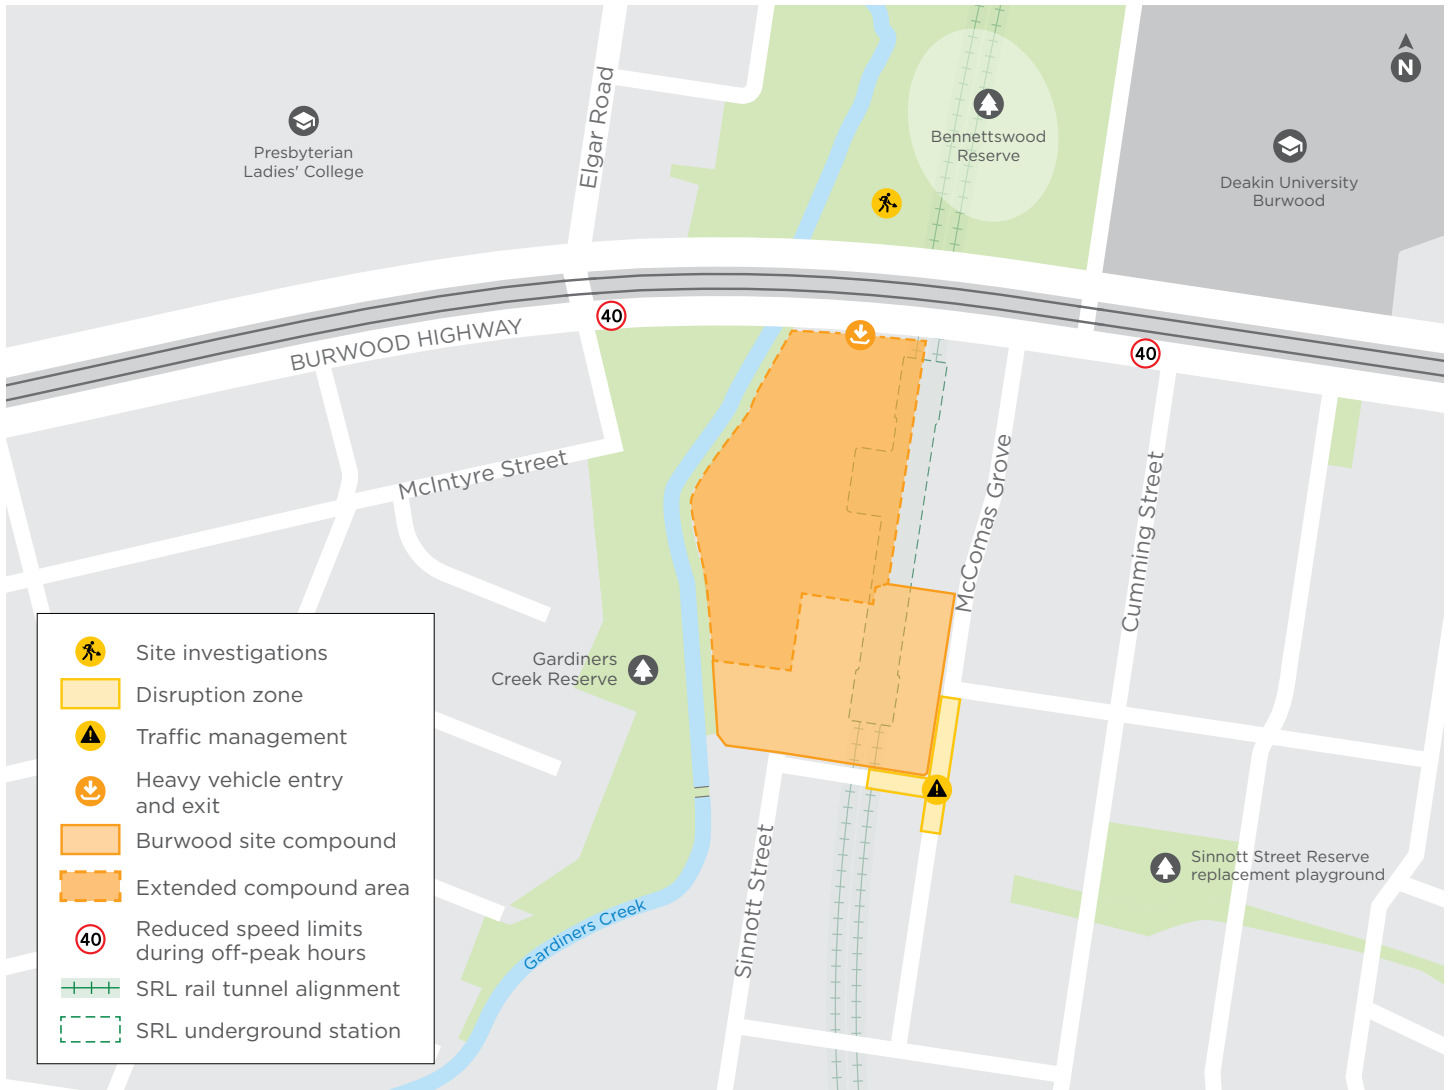 N
Elgar Road
Presbyterian
Ladies' College
Bennettswood
Reserve
Deakin University
Burwood
BURWOOD HIGHWAY
40
40
McIntyre Street
McComas Grove
Cumming Street
Gardiners
Creek Reserve
Sinnott Street
Sinnott Street Reserve
replacement playground
Gardiners Creek
Site investigations
Disruption zone
Traffic management
Heavy vehicle entry
and exit
Burwood site compound
Extended compound area
40
Reduced speed limits
during off-peak hours
SRL rail tunnel alignment
SRL underground station